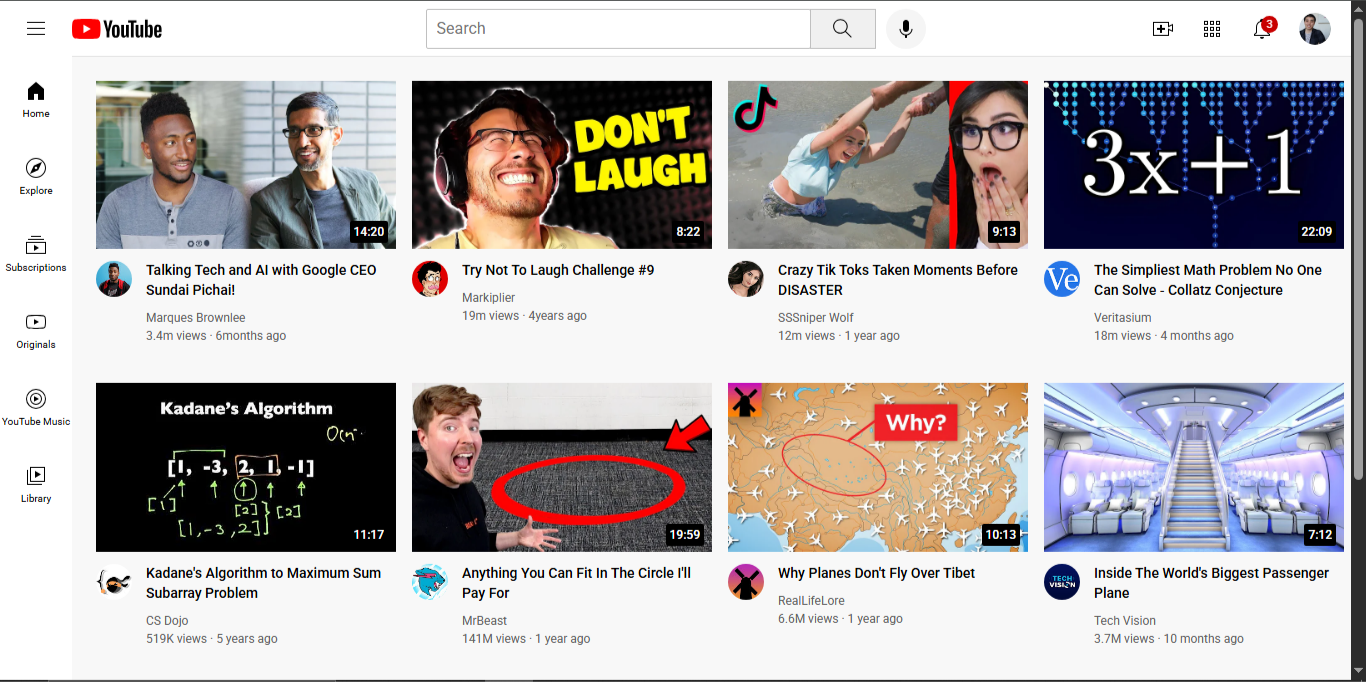 YouTube
Search
3
Home
Explore
Subscriptions
Originals
YouTube Music
Library
14:20
Talking Tech and AI with Google CEO
Sundai Pichai!
Marques Brownlee
3.4m views · 6months ago
DON'T
LAUGH
8:22
Try Not To Laugh Challenge #9
Markiplier
19m views · 4years ago
9:13
Crazy Tik Toks Taken Moments Before
DISASTER
SSSniper Wolf
12m views · 1 year ago
3x+1
22:09
Ve
The Simpliest Math Problem No One
Can Solve - Collatz Conjecture
Veritasium
18m views · 4 months ago
Kadane's Algorithm
[1, -3, 2, 1, -1]
[1] [2] [2]
[1, -3, 2]
11:17
Kadane's Algorithm to Maximum Sum
Subarray Problem
CS Dojo
519K views · 5 years ago
19:59
Anything You Can Fit In The Circle I'll
Pay For
MrBeast
141M views · 1 year ago
Why?
10:13
Why Planes Don't Fly Over Tibet
RealLifeLore
6.6M views · 1 year ago
7:12
TECH
VISION
Inside The World's Biggest Passenger
Plane
Tech Vision
3.7M views · 10 months ago